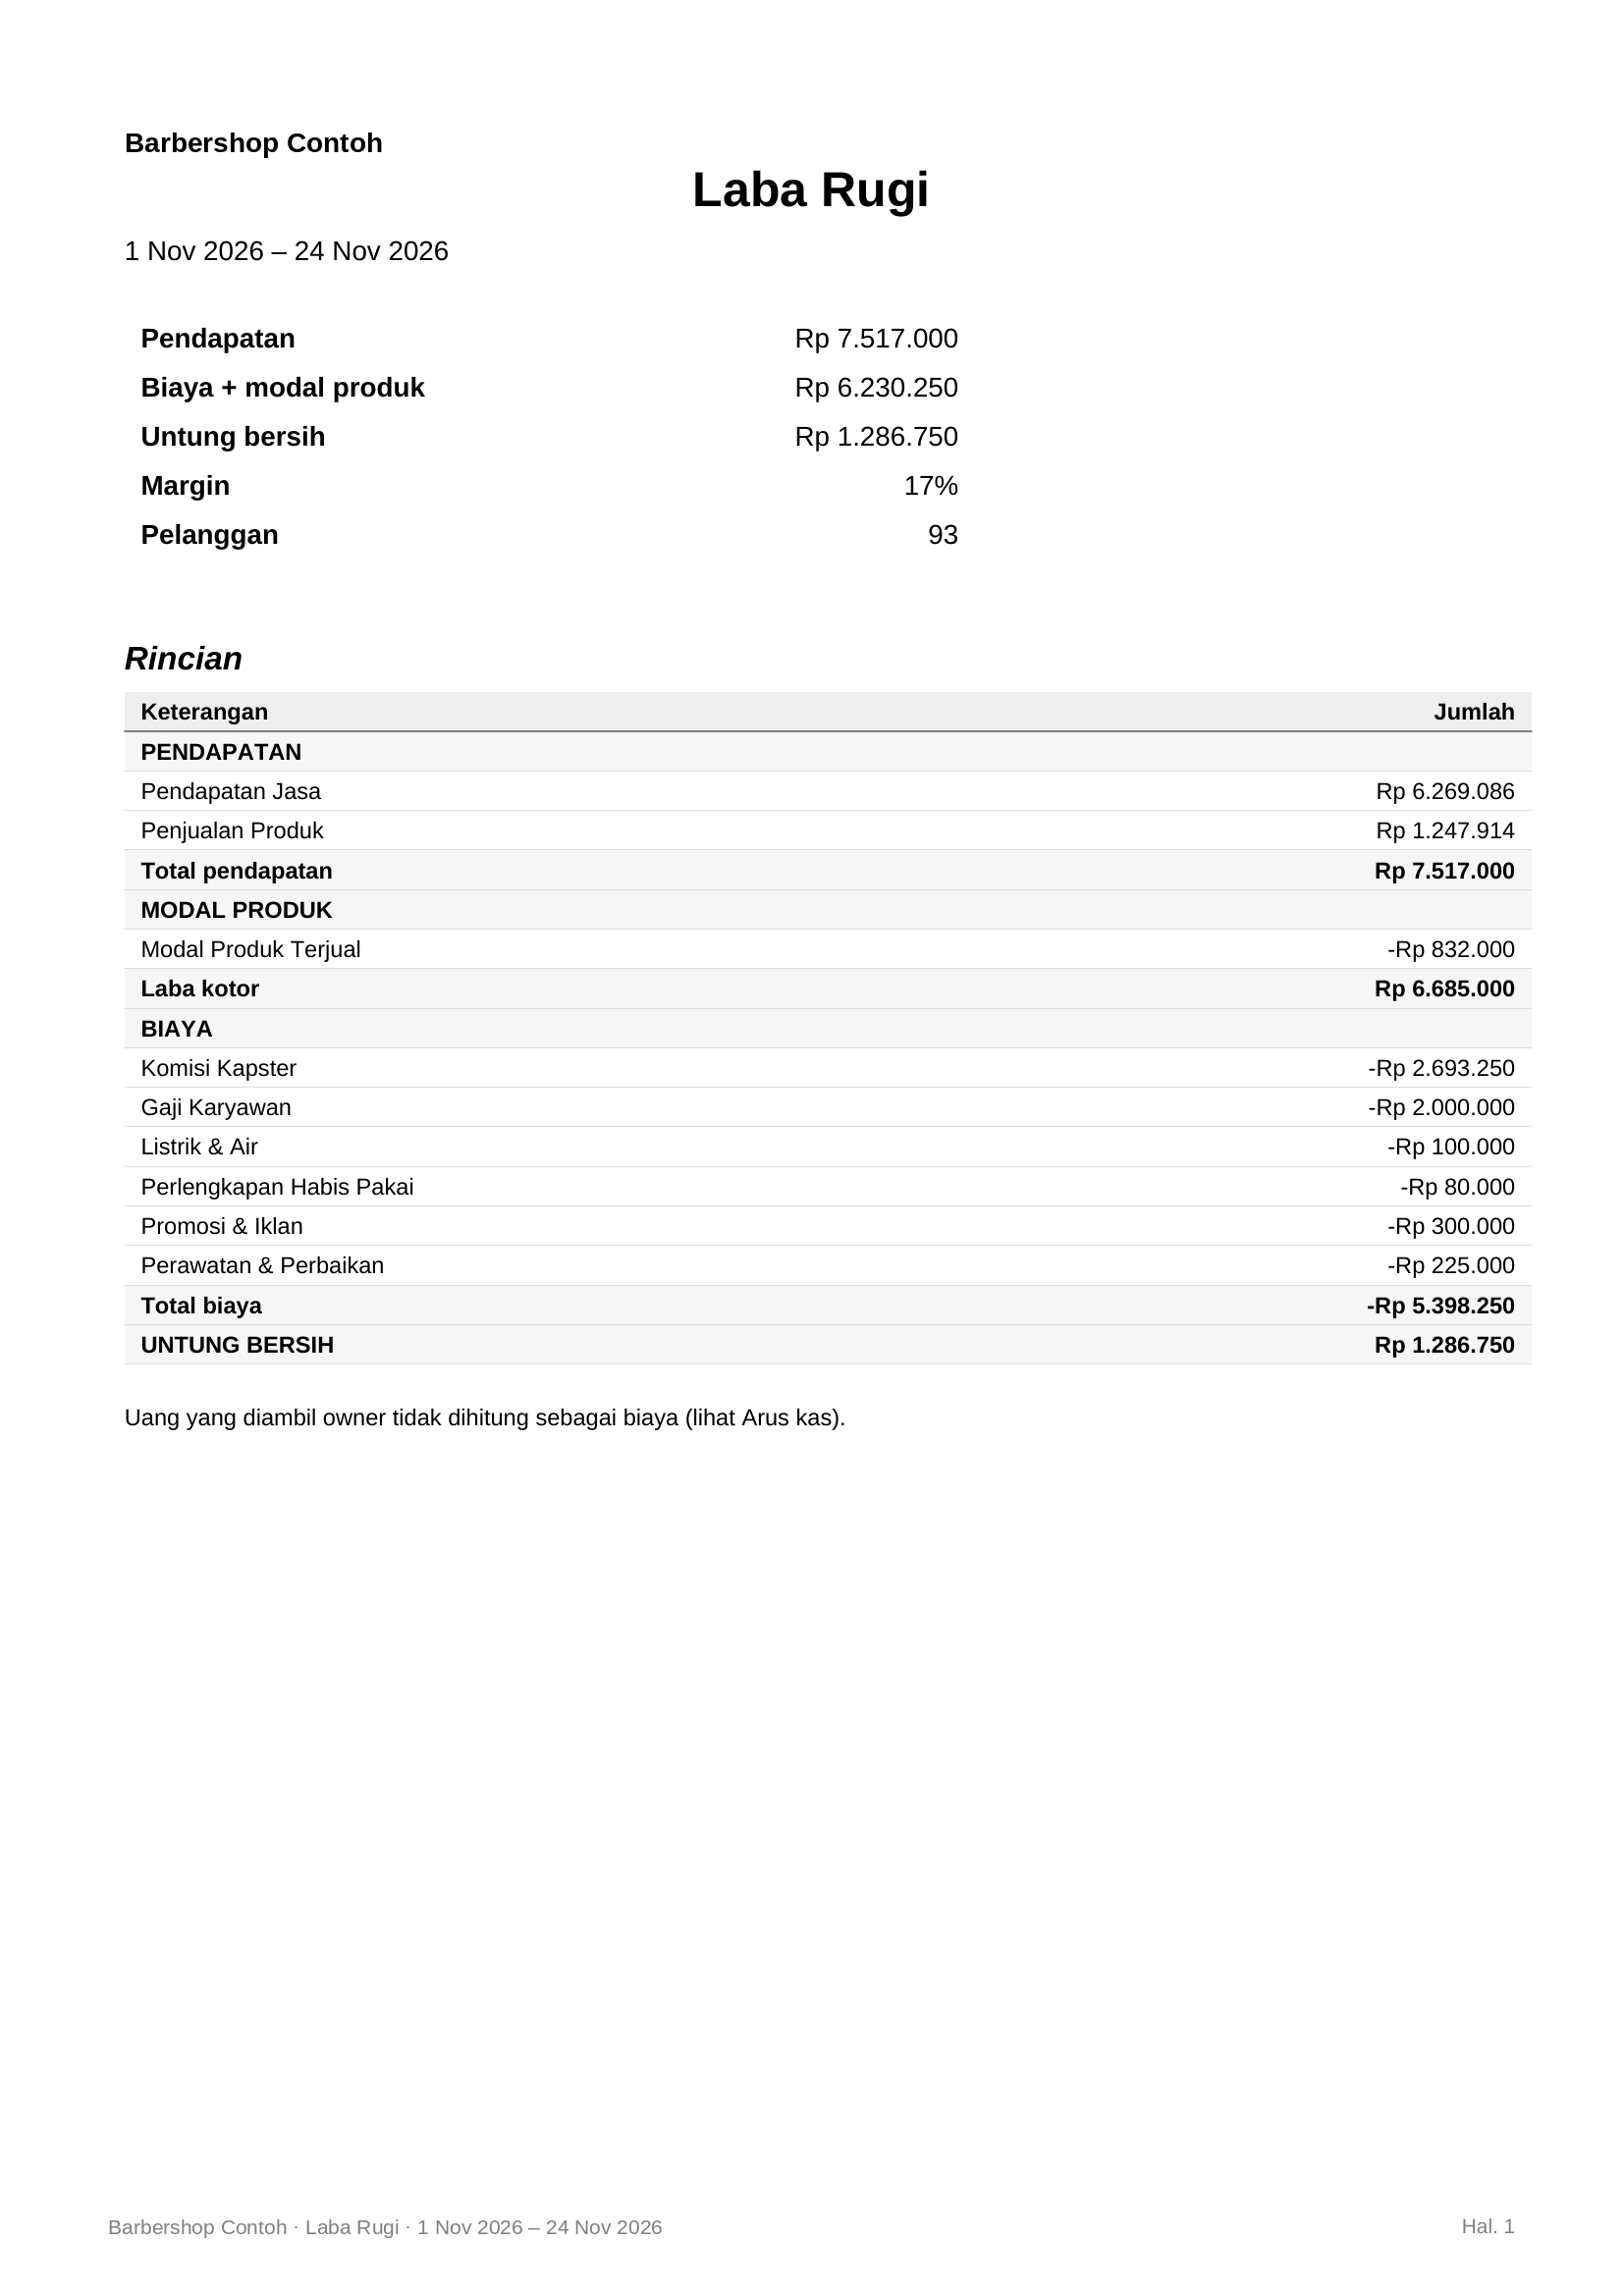 Barbershop Contoh
Laba Rugi
1 Nov 2026 – 24 Nov 2026
Pendapatan Rp 7.517.000
Biaya + modal produk Rp 6.230.250
Untung bersih Rp 1.286.750
Margin 17%
Pelanggan 93
Rincian
Keterangan Jumlah
PENDAPATAN
Pendapatan Jasa Rp 6.269.086
Penjualan Produk Rp 1.247.914
Total pendapatan Rp 7.517.000
MODAL PRODUK
Modal Produk Terjual -Rp 832.000
Laba kotor Rp 6.685.000
BIAYA
Komisi Kapster -Rp 2.693.250
Gaji Karyawan -Rp 2.000.000
Listrik & Air -Rp 100.000
Perlengkapan Habis Pakai -Rp 80.000
Promosi & Iklan -Rp 300.000
Perawatan & Perbaikan -Rp 225.000
Total biaya -Rp 5.398.250
UNTUNG BERSIH Rp 1.286.750
Uang yang diambil owner tidak dihitung sebagai biaya (lihat Arus kas).
Barbershop Contoh · Laba Rugi · 1 Nov 2026 – 24 Nov 2026 Hal. 1